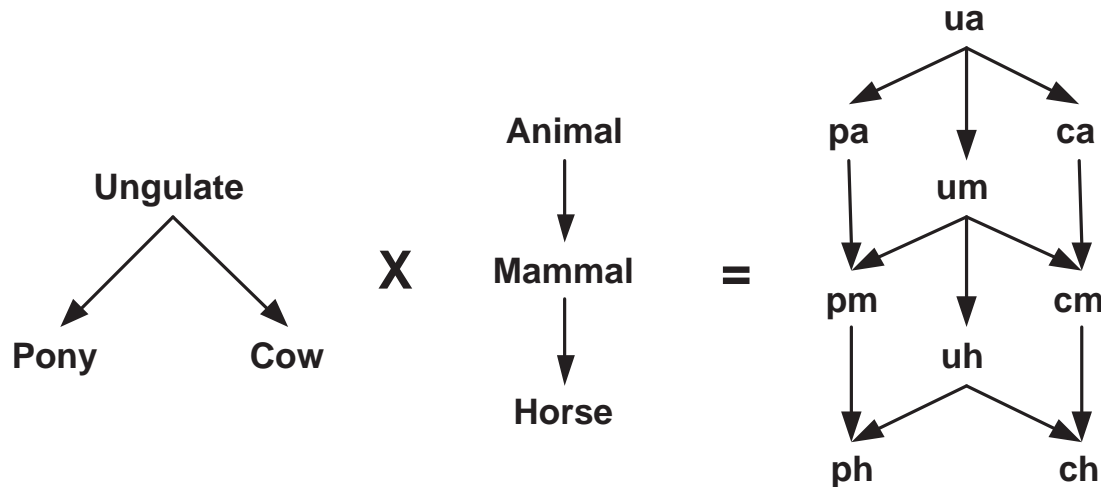 Ungulate
Pony
Cow
X
Animal
Mammal
Horse
=
ua
pa
ca
um
pm
cm
uh
ph
ch